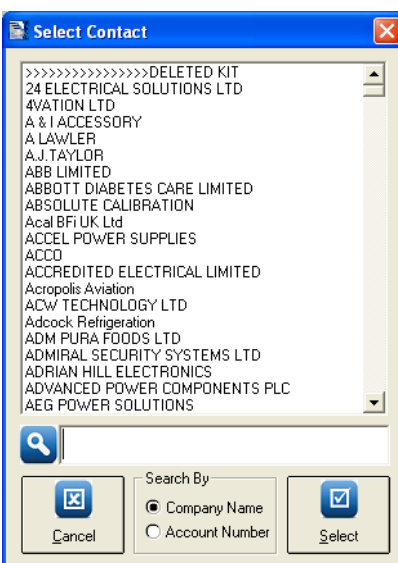 Select Contact
>>>>>>>>>>>>>>>>DELETED KIT
24 ELECTRICAL SOLUTIONS LTD
4VATION LTD
A & I ACCESSORY
A LAWLER
A.J.TAYLOR
ABB LIMITED
ABBOTT DIABETES CARE LIMITED
ABSOLUTE CALIBRATION
Acal BFi UK Ltd
ACCEL POWER SUPPLIES
ACCO
ACCREDITED ELECTRICAL LIMITED
Acropolis Aviation
ACW TECHNOLOGY LTD
Adcock Refrigeration
ADM PURA FOODS LTD
ADMIRAL SECURITY SYSTEMS LTD
ADRIAN HILL ELECTRONICS
ADVANCED POWER COMPONENTS PLC
AEG POWER SOLUTIONS
Search By
Company Name
Account Number
Cancel
Select